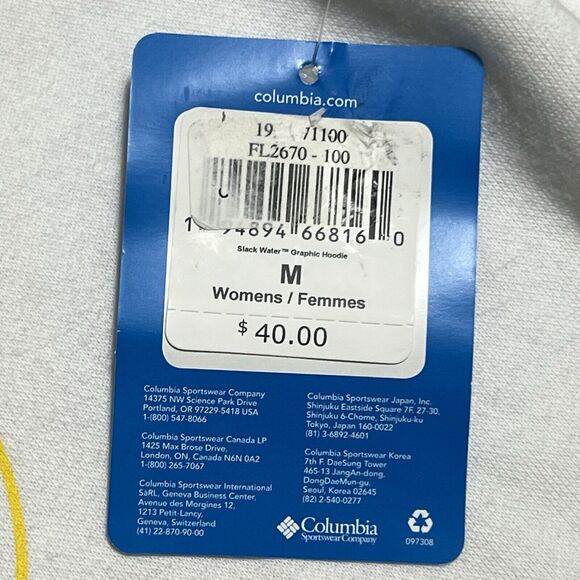 columbia.com
1100
FL2670 - 100
94894 66816 0
Slack Water™ Graphic Hoodie
M
Womens / Femmes
$ 40.00
Columbia Sportswear Company
14375 NW Science Park Drive
Portland, OR 97229-5418 USA
1-(800) 547-8066
Columbia Sportswear Canada LP
1425 Max Brose Drive,
London, ON, Canada N6N 0A2
1-(800) 265-7067
Columbia Sportswear International
SàRL, Geneva Business Center,
Avenue des Morgines 12,
1213 Petit-Lancy,
Geneva, Switzerland
(41) 22-870-90-00
Columbia Sportswear Japan, Inc.
Shinjuku Eastside Square 7F. 27-30,
Shinjuku 6-Chome, Shinjuku-ku
Tokyo, Japan 160-0022
(81) 3-6892-4601
Columbia Sportswear Korea
7th F. DaeSung Tower
465-13 JangAn-dong,
DongDaeMun-gu.
Seoul, Korea 02645
(82) 2-540-0277
Columbia
Sportswear Company
097308